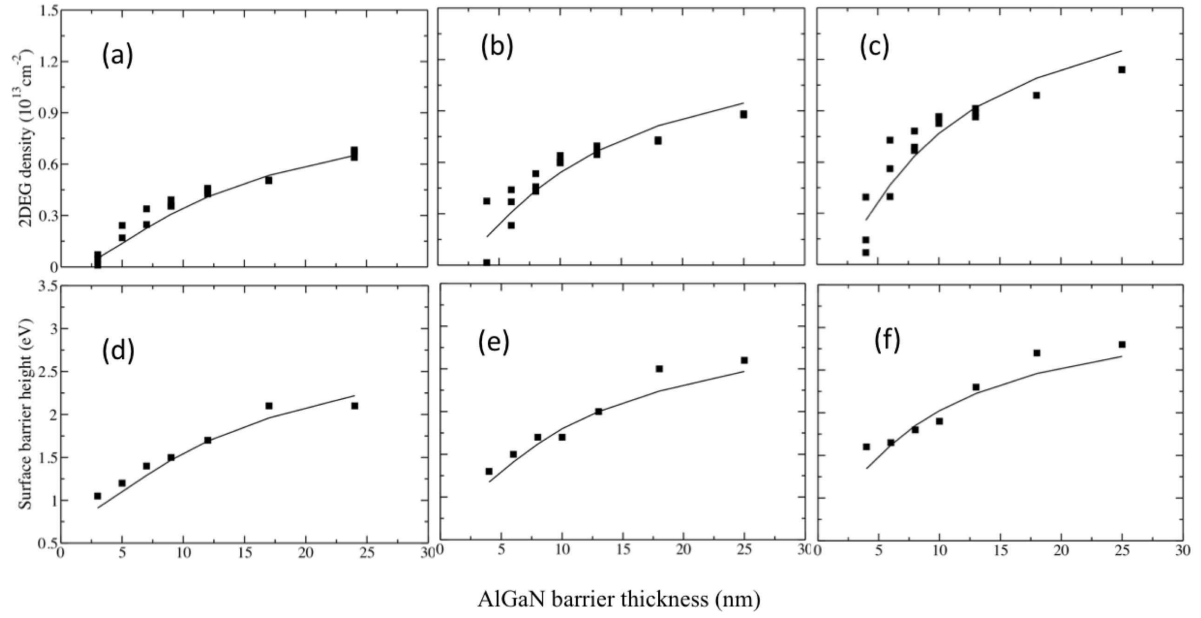 (a)
(b)
(c)
2DEG density (10^13 cm^-2)
1.5
1.2
0.9
0.6
0.3
0
(d)
(e)
(f)
Surface barrier height (eV)
3.5
3
2.5
2
1.5
1
0.5
0 5 10 15 20 25 30 0 5 10 15 20 25 30 0 5 10 15 20 25 30
AlGaN barrier thickness (nm)